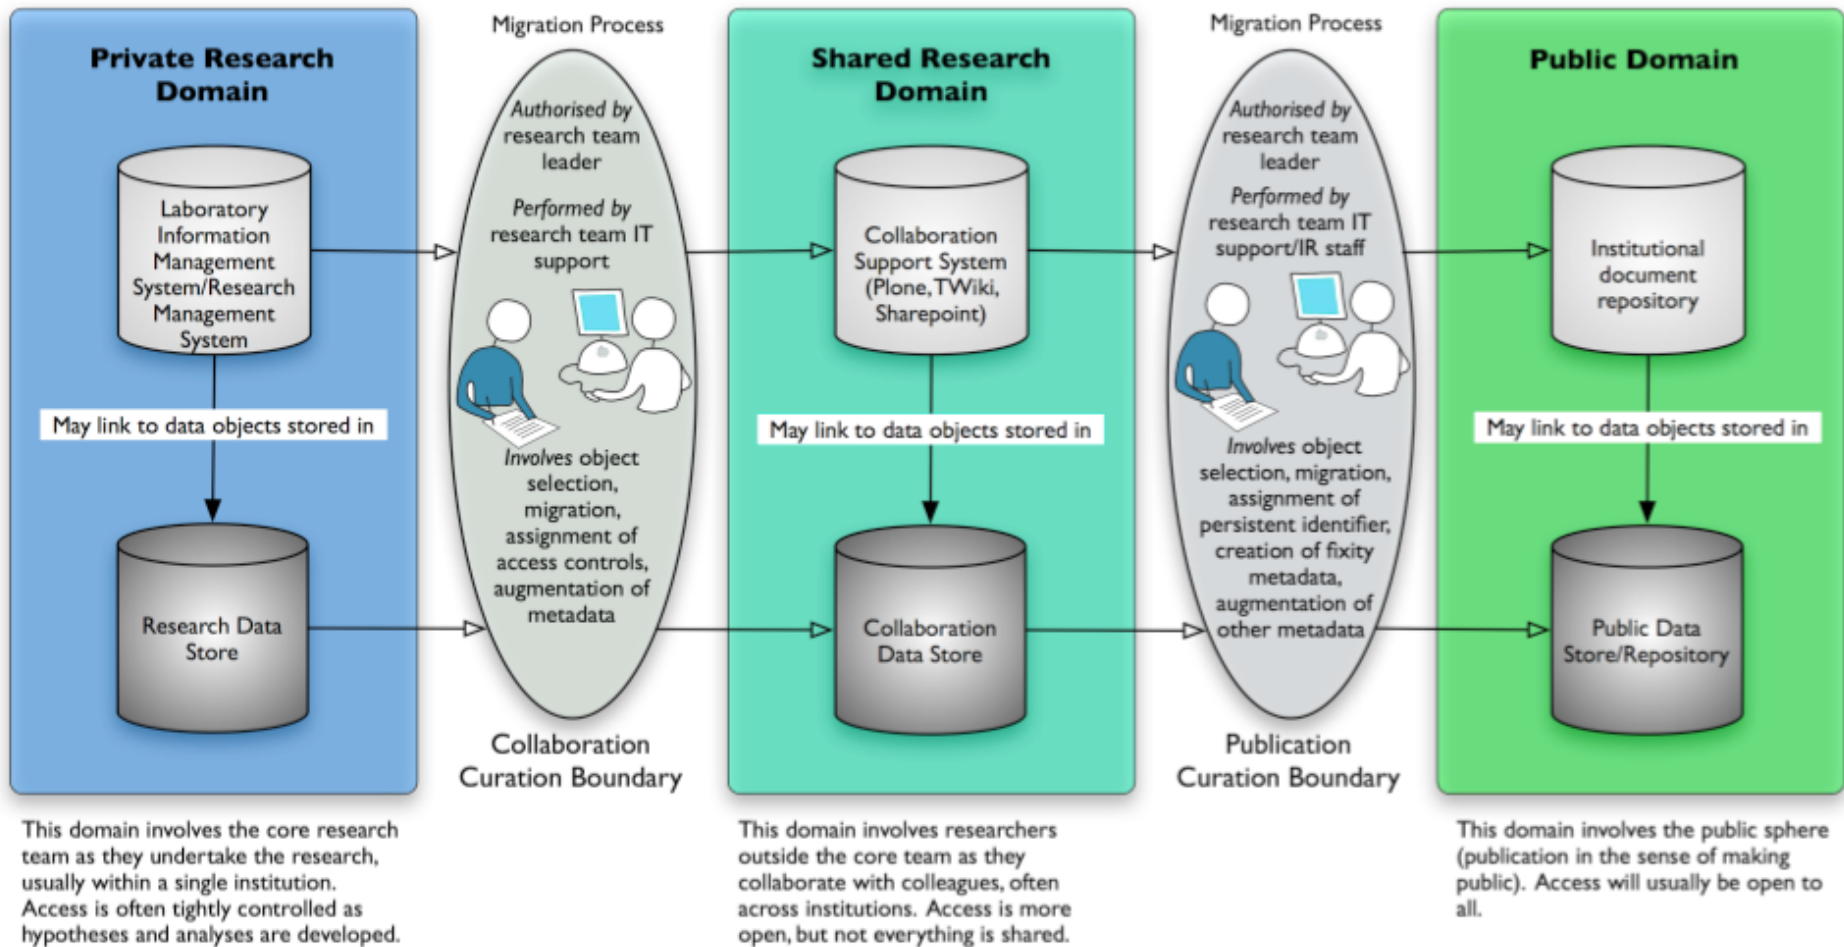 Private Research
Domain
Laboratory
Information
Management
System/Research
Management
System
May link to data objects stored in
Research Data
Store
This domain involves the core research
team as they undertake the research,
usually within a single institution.
Access is often tightly controlled as
hypotheses and analyses are developed.
Migration Process
Authorised by
research team
leader
Performed by
research team IT
support
Involves object
selection,
migration,
assignment of
access controls,
augmentation of
metadata
Collaboration
Curation Boundary
Shared Research
Domain
Collaboration
Support System
(Plone, TWiki,
Sharepoint)
May link to data objects stored in
Collaboration
Data Store
This domain involves researchers
outside the core team as they
collaborate with colleagues, often
across institutions. Access is more
open, but not everything is shared.
Migration Process
Authorised by
research team
leader
Performed by
research team IT
support/IR staff
Involves object
selection, migration,
assignment of
persistent identifier,
creation of fixity
metadata,
augmentation of
other metadata
Publication
Curation Boundary
Public Domain
Institutional
document
repository
May link to data objects stored in
Public Data
Store/Repository
This domain involves the public sphere
(publication in the sense of making
public). Access will usually be open to
all.